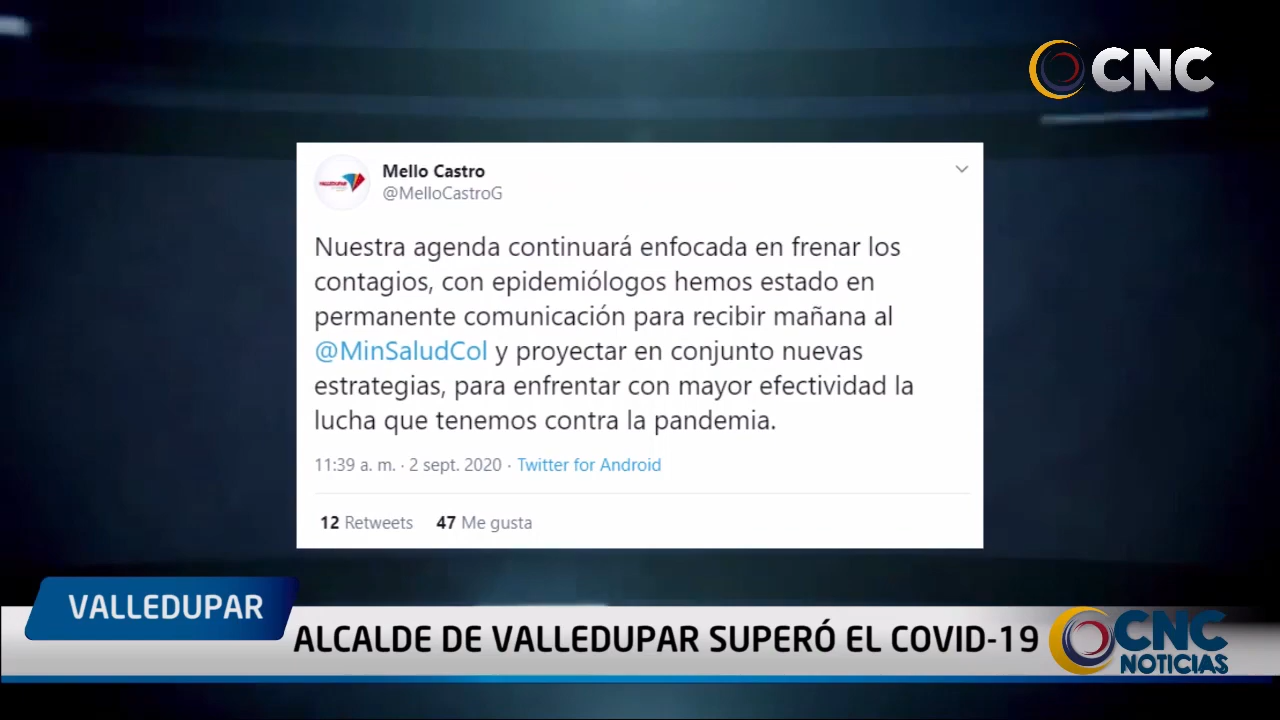 CNC
VALLEDUPAR
Mello Castro
@MelloCastroG
Nuestra agenda continuará enfocada en frenar los
contagios, con epidemiólogos hemos estado en
permanente comunicación para recibir mañana al
@MinSaludCol y proyectar en conjunto nuevas
estrategias, para enfrentar con mayor efectividad la
lucha que tenemos contra la pandemia.
11:39 a. m. · 2 sept. 2020 · Twitter for Android
12 Retweets 47 Me gusta
VALLEDUPAR
ALCALDE DE VALLEDUPAR SUPERÓ EL COVID-19
CNC
NOTICIAS